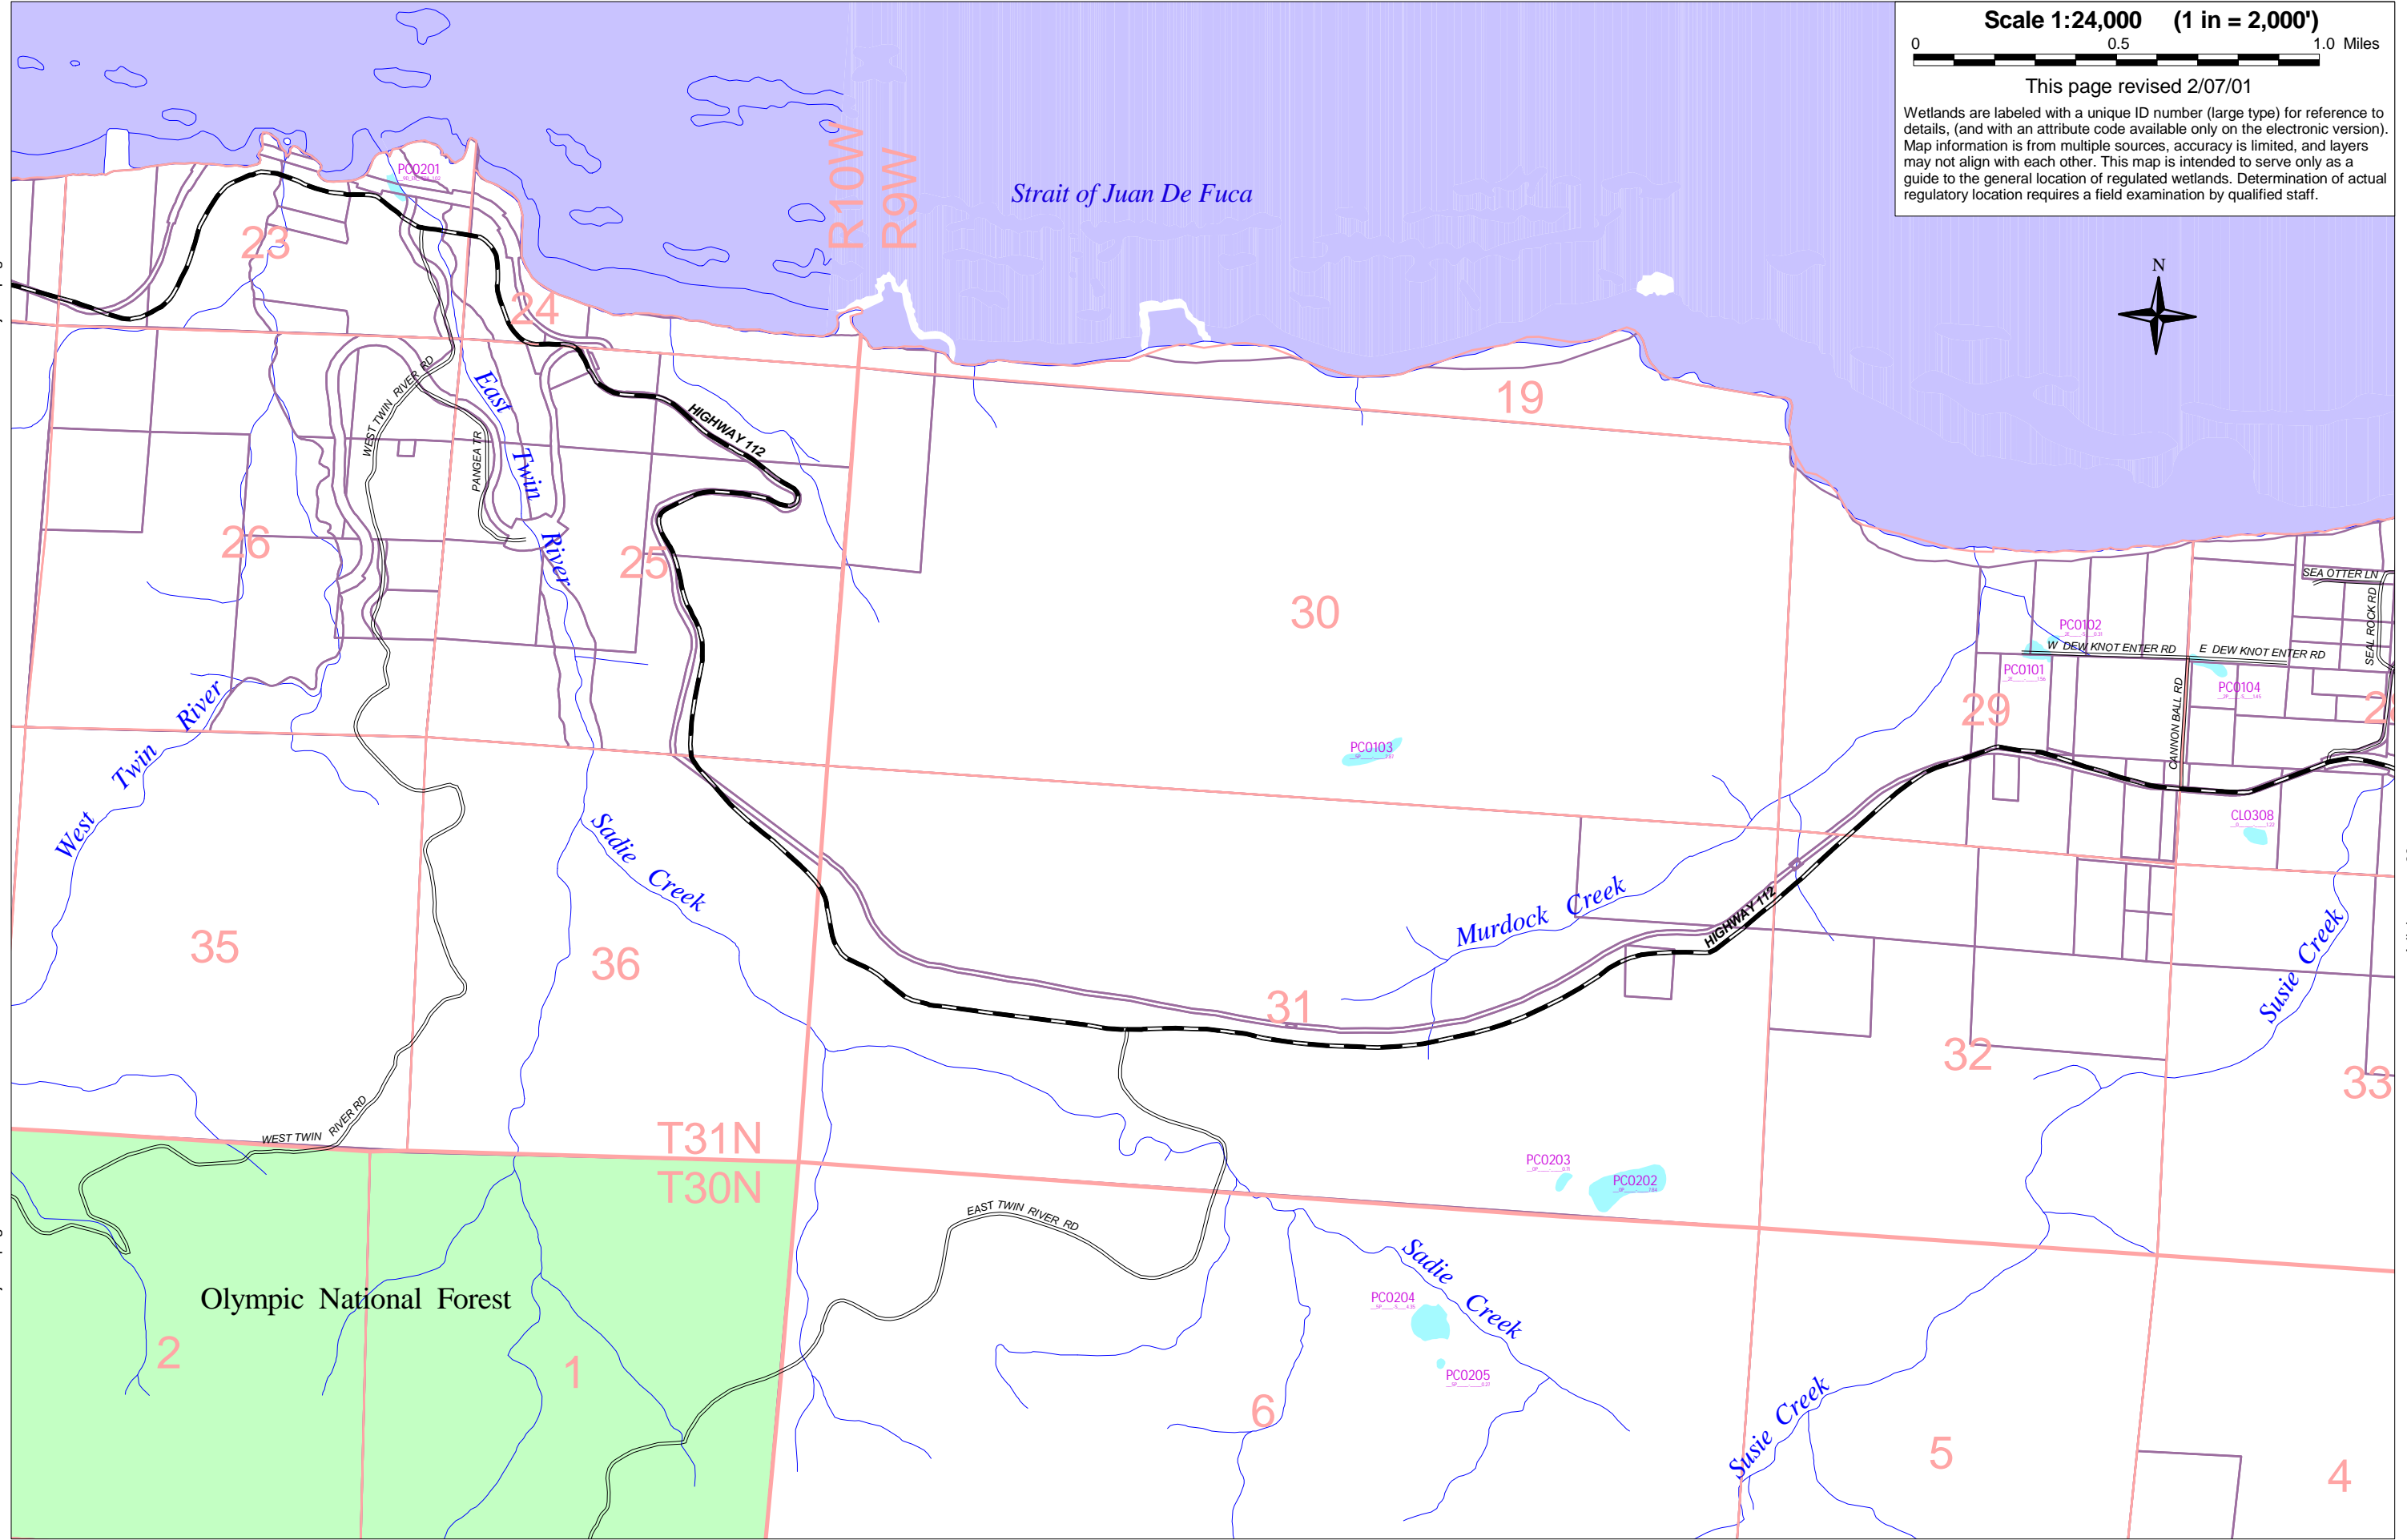 Scale 1:24,000 (1 in = 2,000')
0 0.5 1.0 Miles
This page revised 2/07/01
Wetlands are labeled with a unique ID number (large type) for reference to
details, (and with an attribute code available only on the electronic version).
Map information is from multiple sources, accuracy is limited, and layers
may not align with each other. This map is intended to serve only as a
guide to the general location of regulated wetlands. Determination of actual
regulatory location requires a field examination by qualified staff.
N
Strait of Juan De Fuca
R10W
R9W
PC0201
23
24
19
WEST TWIN RIVER RD
PANGEA TR
East Twin River
HIGHWAY 112
26
25
30
SEA OTTER LN
SEAL ROCK RD
PC0102
W DEW KNOT ENTER RD
E DEW KNOT ENTER RD
PC0101
PC0104
CANNON BALL RD
29
PC0103
CL0308
West Twin River
Sadie Creek
Murdock Creek
HIGHWAY 112
Susie Creek
35
36
31
32
33
WEST TWIN RIVER RD
T31N
T30N
PC0203
PC0202
EAST TWIN RIVER RD
Sadie Creek
PC0204
PC0205
Olympic National Forest
2
1
6
Susie Creek
5
4